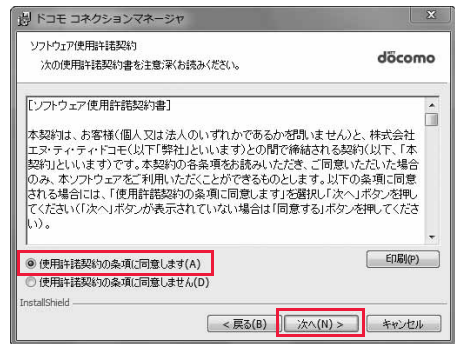 ドコモ コネクションマネージャ
ソフトウェア使用許諾契約
次の使用許諾契約書を注意深くお読みください。
döcomo
[ソフトウェア使用許諾契約書]
本契約は、お客様(個人又は法人のいずれかであるかを問いません)と、株式会社
エヌ・ティ・ティ・ドコモ(以下「弊社」といいます)との間で締結される契約(以下、「本
契約」といいます)です。本契約の各条項をお読みいただき、ご同意いただいた場合
のみ、本ソフトウェアをご利用いただくことができるものとします。以下の条項に同意
される場合には、「使用許諾契約の条項に同意します」を選択し「次へ」ボタンを押し
てください(「次へ」ボタンが表示されていない場合は「同意する」ボタンを押してくださ
い)。
使用許諾契約の条項に同意します(A)
印刷(P)
使用許諾契約の条項に同意しません(D)
InstallShield
< 戻る(B) 次へ(N) > キャンセル